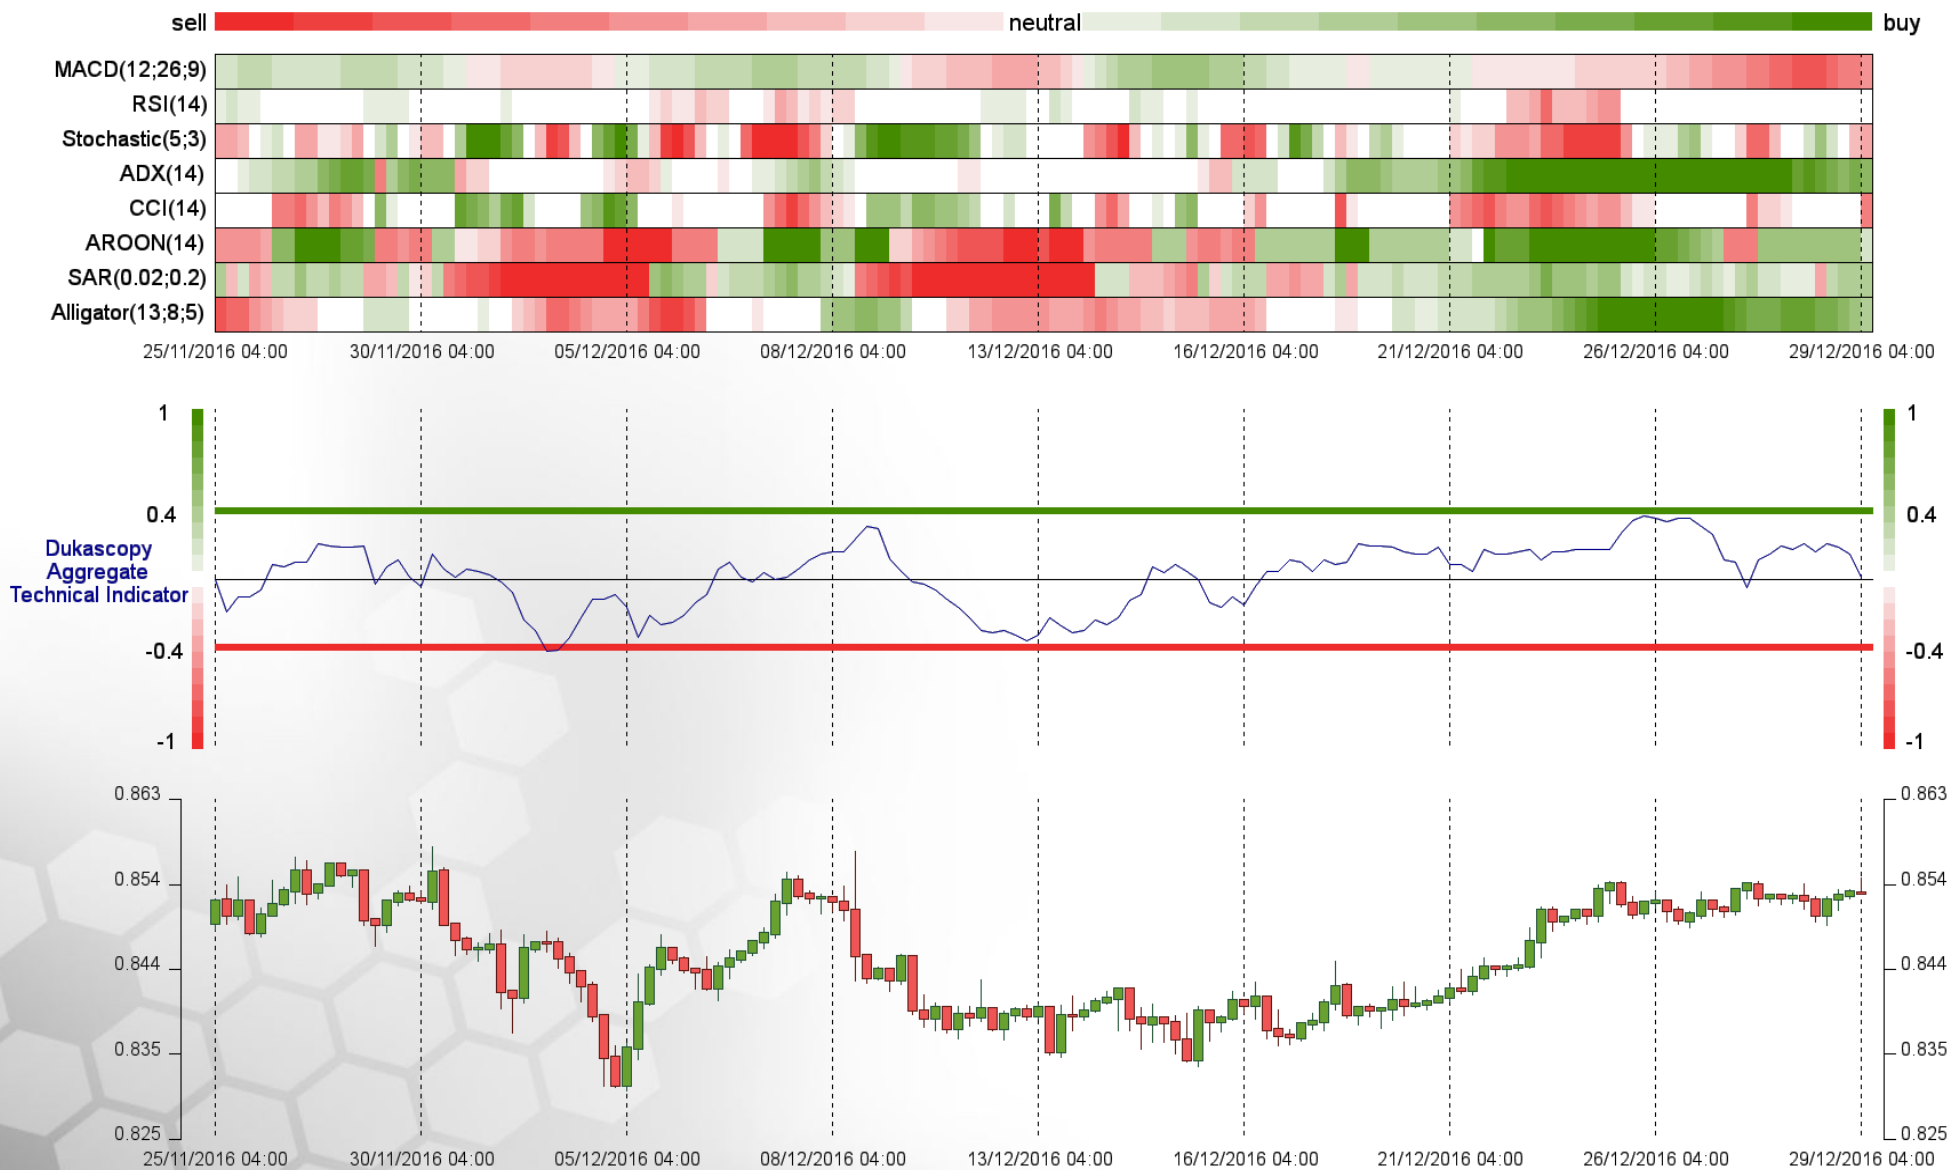 sell neutral buy
MACD(12;26;9)
RSI(14)
Stochastic(5;3)
ADX(14)
CCI(14)
AROON(14)
SAR(0.02;0.2)
Alligator(13;8;5)
25/11/2016 04:00 30/11/2016 04:00 05/12/2016 04:00 08/12/2016 04:00 13/12/2016 04:00 16/12/2016 04:00 21/12/2016 04:00 26/12/2016 04:00 29/12/2016 04:00
1 1
0.4 0.4
Dukascopy
Aggregate
Technical Indicator
-0.4 -0.4
-1 -1
0.863 0.863
0.854 0.854
0.844 0.844
0.835 0.835
0.825 0.825
25/11/2016 04:00 30/11/2016 04:00 05/12/2016 04:00 08/12/2016 04:00 13/12/2016 04:00 16/12/2016 04:00 21/12/2016 04:00 26/12/2016 04:00 29/12/2016 04:00